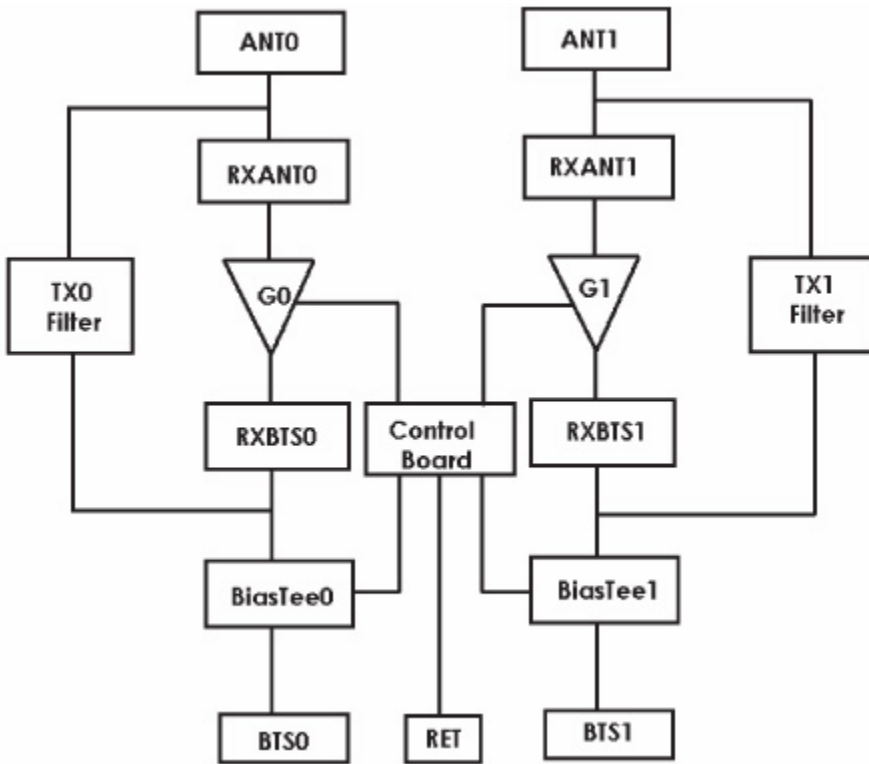 ANT0
ANT1
RXANT0
RXANT1
TX0
Filter
G0
G1
TX1
Filter
RXBTS0
Control
Board
RXBTS1
BiasTee0
BiasTee1
BTS0
RET
BTS1